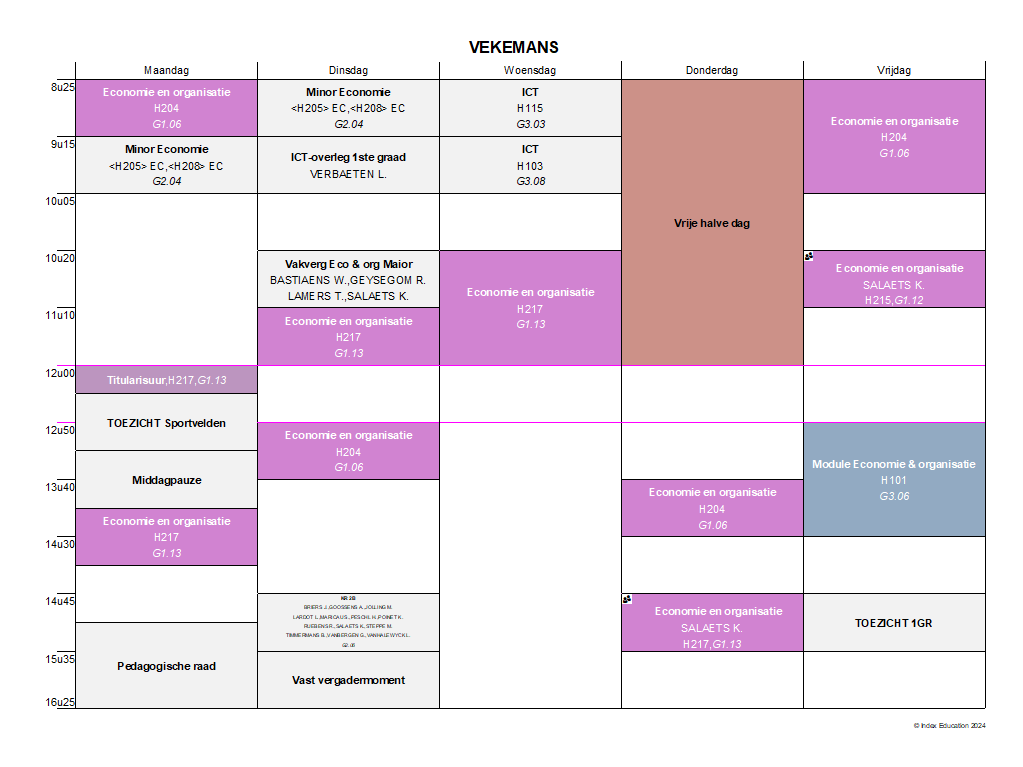 VEKEMANS
Maandag
Dinsdag
Woensdag
Donderdag
Vrijdag
8u25
9u15
10u05
10u20
11u10
12u00
12u50
13u40
14u30
14u45
15u35
16u25
Economie en organisatie
H204
G1.06
Minor Economie
<H205> EC,<H208> EC
G2.04
Titularisuur,H217,G1.13
TOEZICHT Sportvelden
Middagpauze
Economie en organisatie
H217
G1.13
Pedagogische raad
Minor Economie
<H205> EC,<H208> EC
G2.04
ICT-overleg 1ste graad
VERBAETEN L.
Vakverg Eco & org Maior
BASTIAENS W.,GEYSEGOM R.
LAMERS T.,SALAETS K.
Economie en organisatie
H217
G1.13
Economie en organisatie
H204
G1.06
KR 2B
BRIERS J.,GOOSSENS A.,JOLLING M.
LARDOT L.,MARICAU S., PESCH I. H.,POINET K.
RUEBENS R., SALAETS K., STEPPE M.
TIMMERMANS B.,VAN BERGEN G.,VANHALEWYCK L.
G2.06
Vast vergadermoment
ICT
H115
G3.03
ICT
H103
G3.08
Economie en organisatie
H217
G1.13
Vrije halve dag
Economie en organisatie
H204
G1.06
Economie en organisatie
SALAETS K.
H217,G1.13
Economie en organisatie
H204
G1.06
Economie en organisatie
SALAETS K.
H215,G1.12
Module Economie & organisatie
H101
G3.06
TOEZICHT 1GR
© Index Education 2024